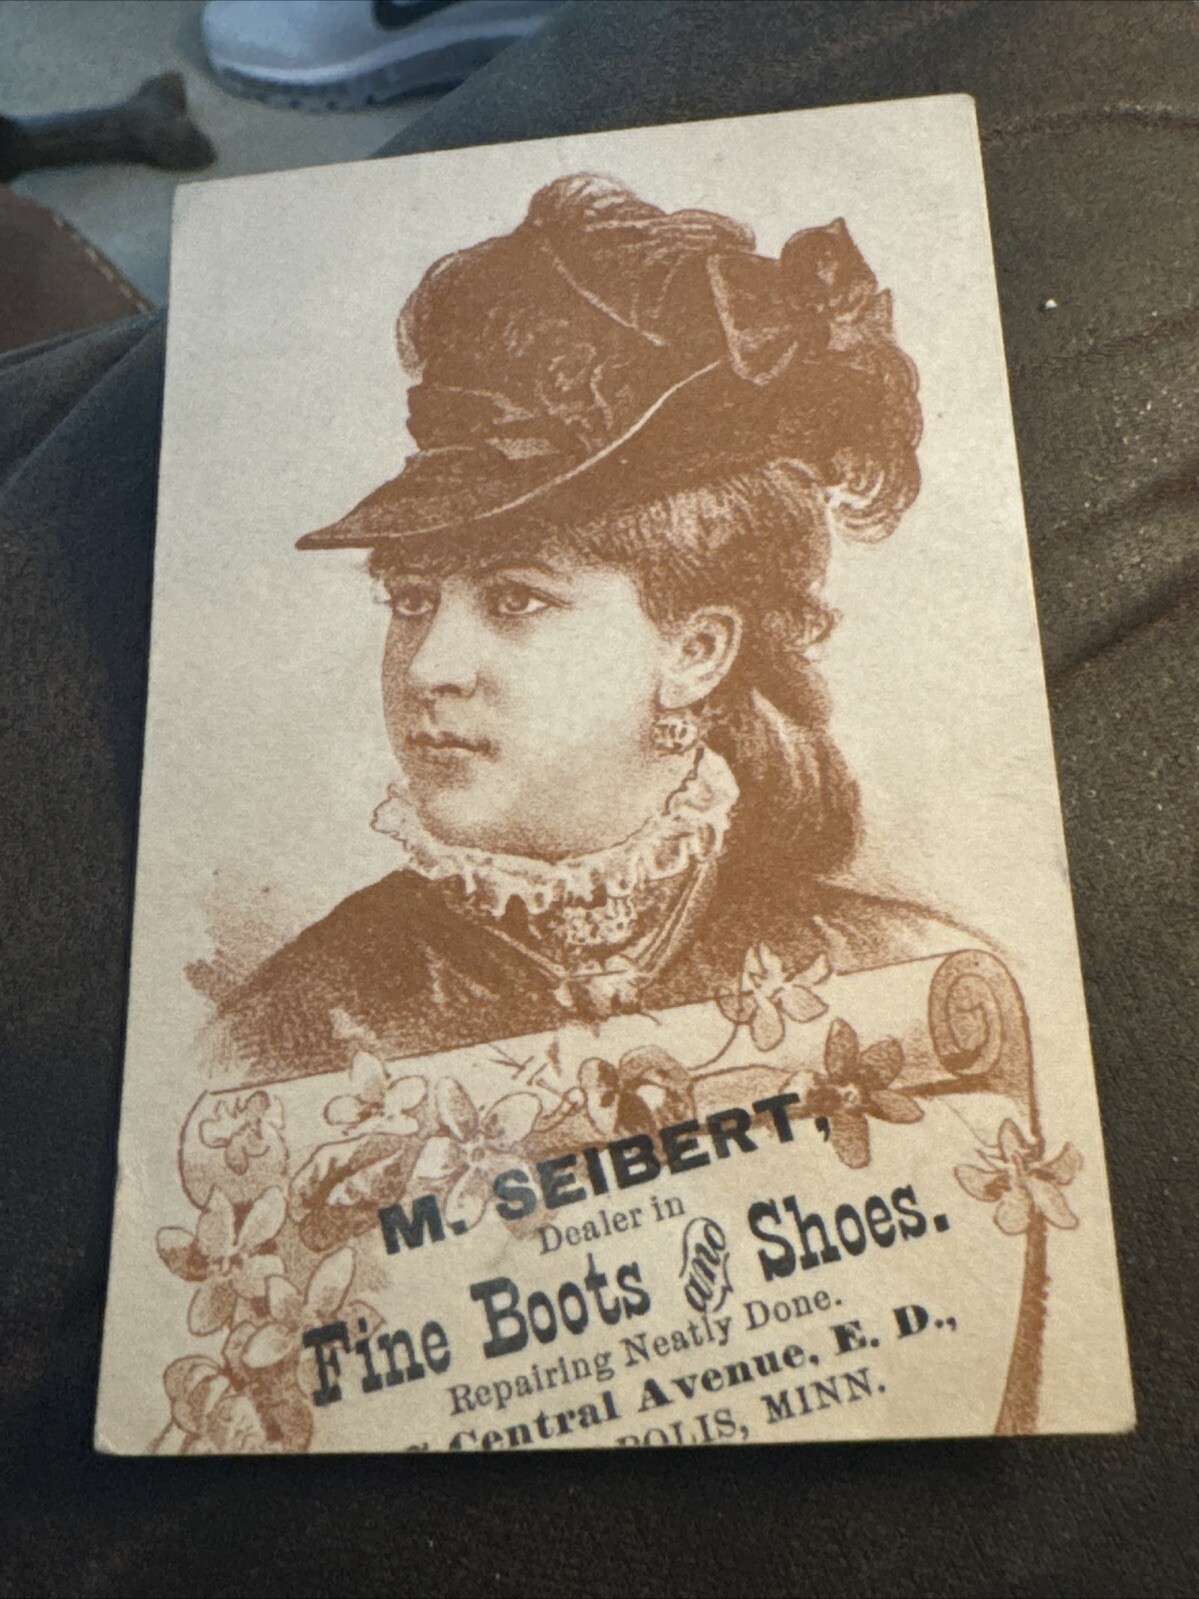 M. SEIBERT,
Dealer in
Fine Boots and Shoes.
Repairing Neatly Done.
Central Avenue, E. D.,
POLIS, MINN.